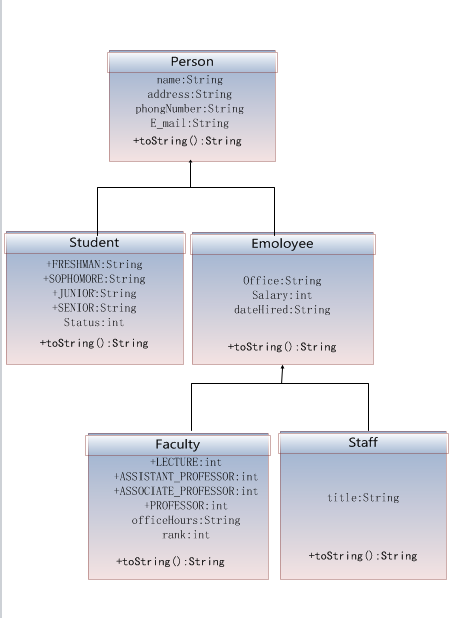 Person
name:String
address:String
phongNumber:String
E_mail:String
+toString():String
Student
+FRESHMAN:String
+SOPHOMORE:String
+JUNIOR:String
+SENIOR:String
Status:int
+toString():String
Emoloyee
Office:String
Salary:int
dateHired:String
+toString():String
Faculty
+LECTURE:int
+ASSISTANT_PROFESSOR:int
+ASSOCIATE_PROFESSOR:int
+PROFESSOR:int
officeHours:String
rank:int
+toString():String
Staff
title:String
+toString():String